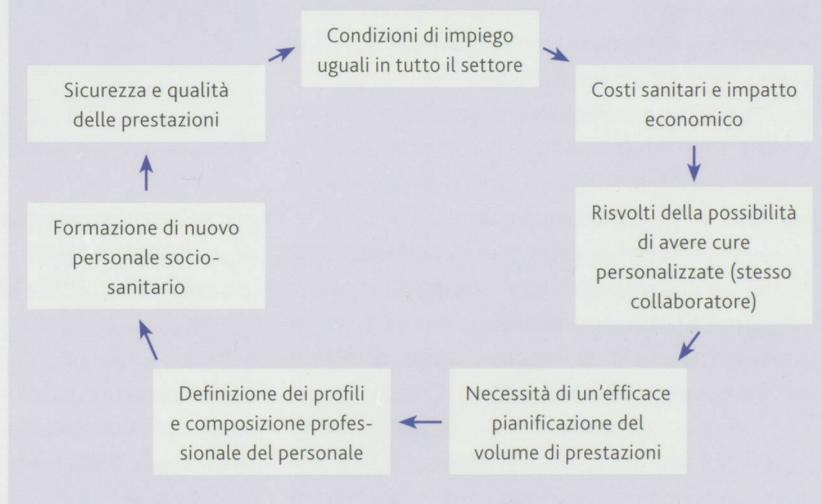 Condizioni di impiego
uguali in tutto il settore
Costi sanitari e impatto
economico
Risvolti della possibilità
di avere cure
personalizzate (stesso
collaboratore)
Necessità di un'efficace
pianificazione del
volume di prestazioni
Definizione dei profili
e composizione profes-
sionale del personale
Formazione di nuovo
personale socio-
sanitario
Sicurezza e qualità
delle prestazioni